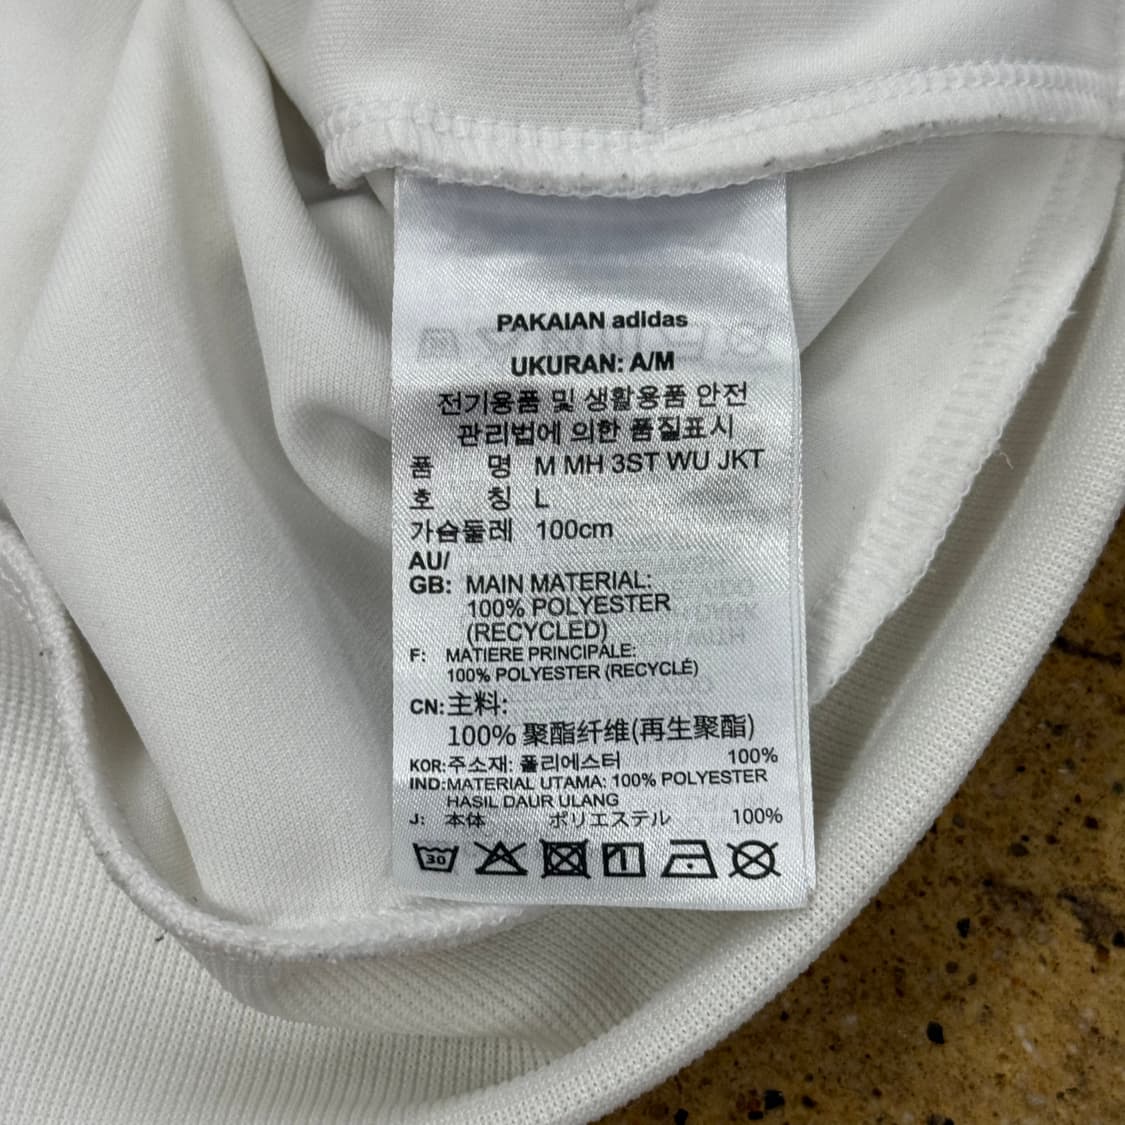 PAKAIAN adidas
UKURAN: A/M
전기용품 및 생활용품 안전
관리법에 의한 품질표시
품 명 M MH 3ST WU JKT
호 칭 L
가슴둘레 100cm
AU/
GB: MAIN MATERIAL:
100% POLYESTER
(RECYCLED)
F: MATIERE PRINCIPALE:
100% POLYESTER (RECYCLÉ)
CN: 主料:
100% 聚酯纤维(再生聚酯)
KOR: 주소재: 폴리에스터 100%
IND: MATERIAL UTAMA: 100% POLYESTER
HASIL DAUR ULANG
J: 本体 ポリエステル 100%
30